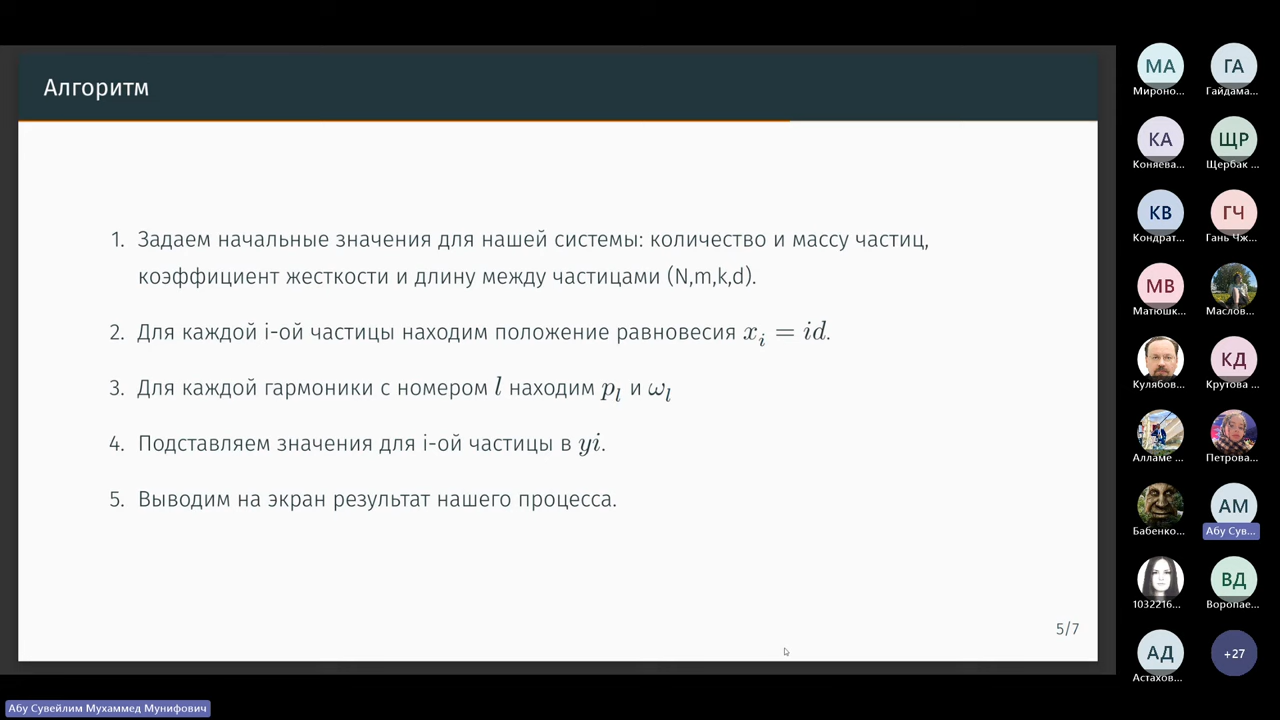 Алгоритм
1. Задаем начальные значения для нашей системы: количество и массу частиц,
коэффициент жесткости и длину между частицами (N,m,k,d).
2. Для каждой i-ой частицы находим положение равновесия x_i = id.
3. Для каждой гармоники с номером l находим p_l и ω_l
4. Подставляем значения для i-ой частицы в yi.
5. Выводим на экран результат нашего процесса.
5/7
МА
ГА
Мироно...
Гайдама...
КА
ЩР
Коняева...
Щербак ...
КВ
ГЧ
Кондрат...
Гань Чж...
МВ
Матюшк...
Маслов...
КД
Кулябов...
Крутова ...
Алламе ...
Петрова...
АМ
Бабенко...
Абу Сув...
ВД
1032216...
Воропае...
АД
+27
Астахов...
Абу Сувейлим Мухаммед Мунифович